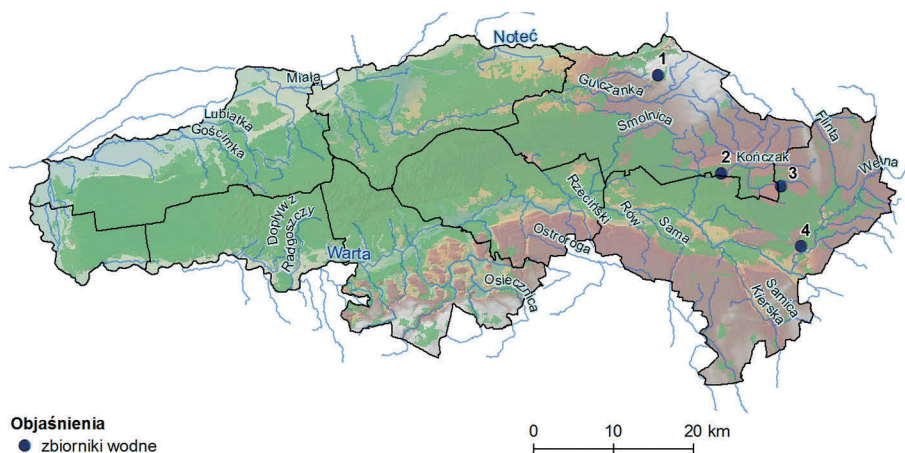 Noteć
1
Miała
Gulczanka
Lubiatka
Gościmka
Smolnica
Flinta
2
Kończak
3
Wełna
Rzeciński
Dopływ z
Radgoszczy
Rów
Sama
Ostroroga
4
Warta
Osiecznica
Samica
Kierska
Objaśnienia
zbiorniki wodne
0 10 20 km